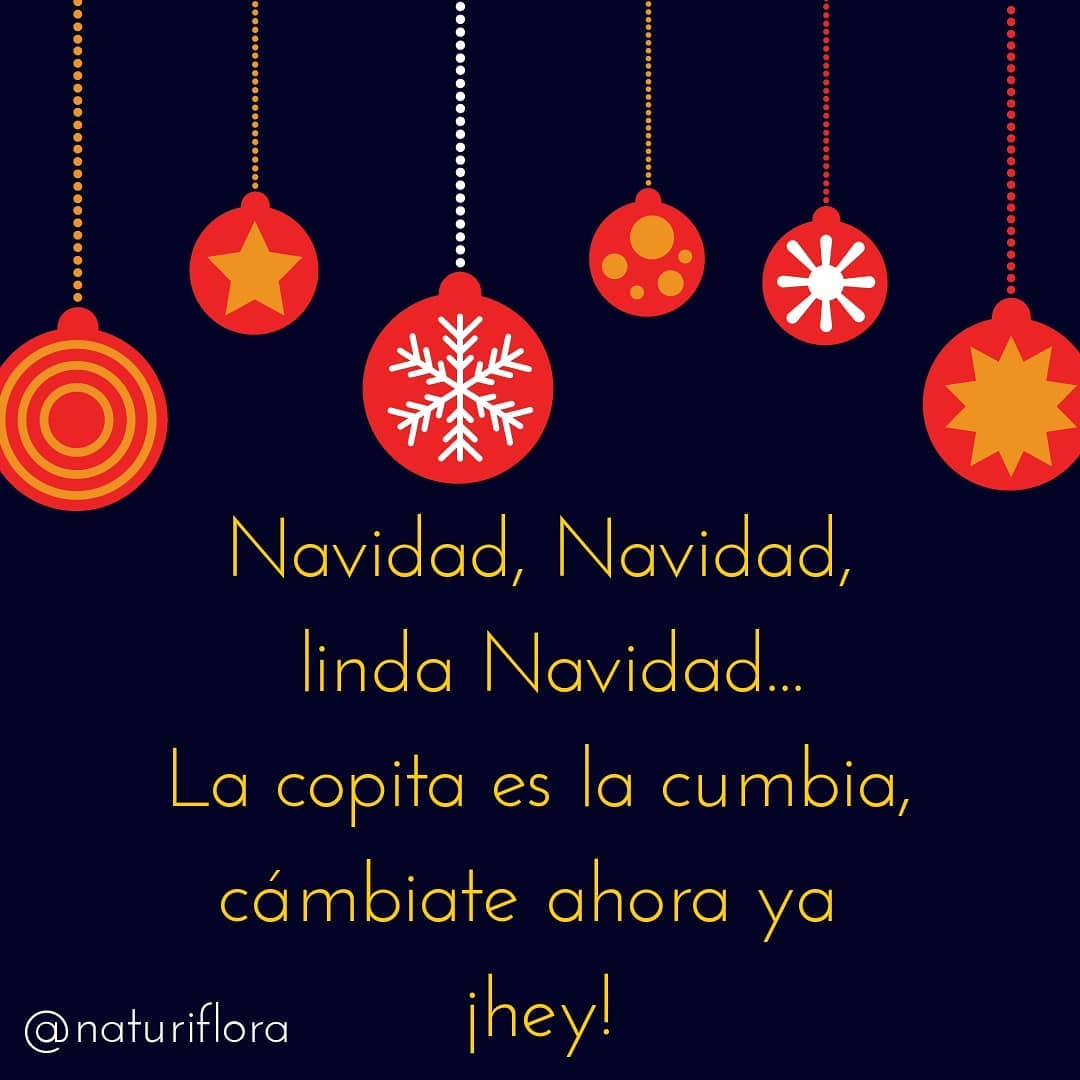 Navidad, Navidad,
linda Navidad...
La copita es la cumbia,
cámbiate ahora ya
¡hey!
@naturiflora